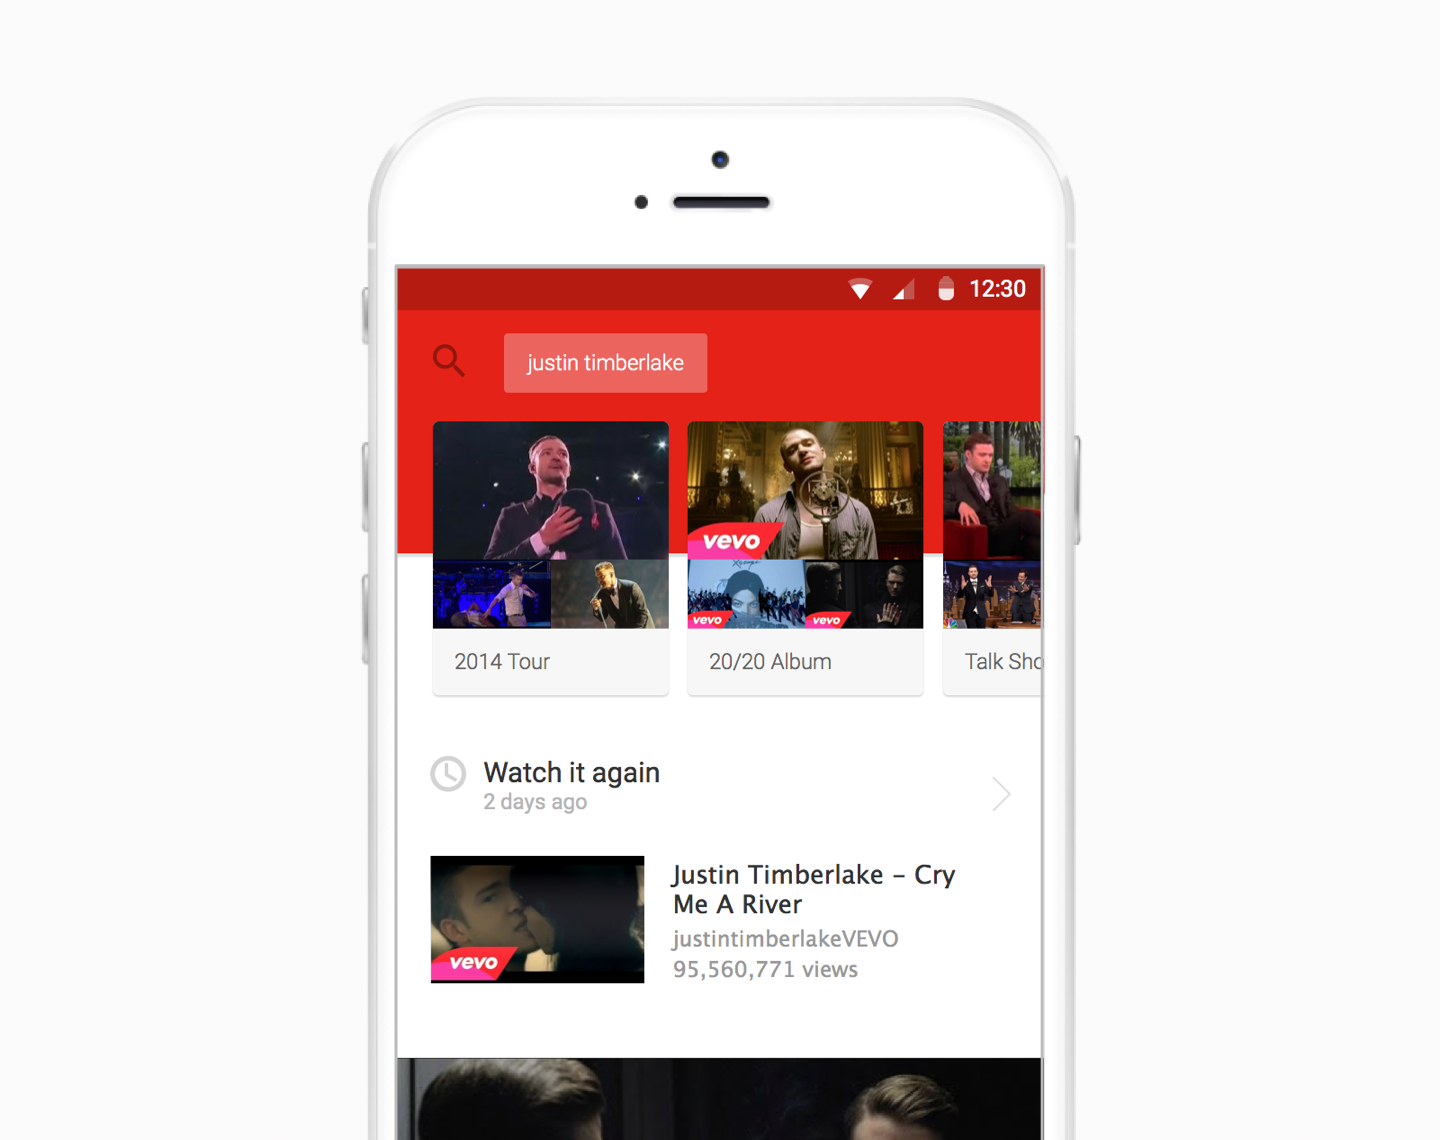 12:30
justin timberlake
vevo
vevo
vevo
2014 Tour
20/20 Album
Talk Sho
Watch it again
2 days ago
Justin Timberlake – Cry
Me A River
justintimberlakeVEVO
95,560,771 views
vevo